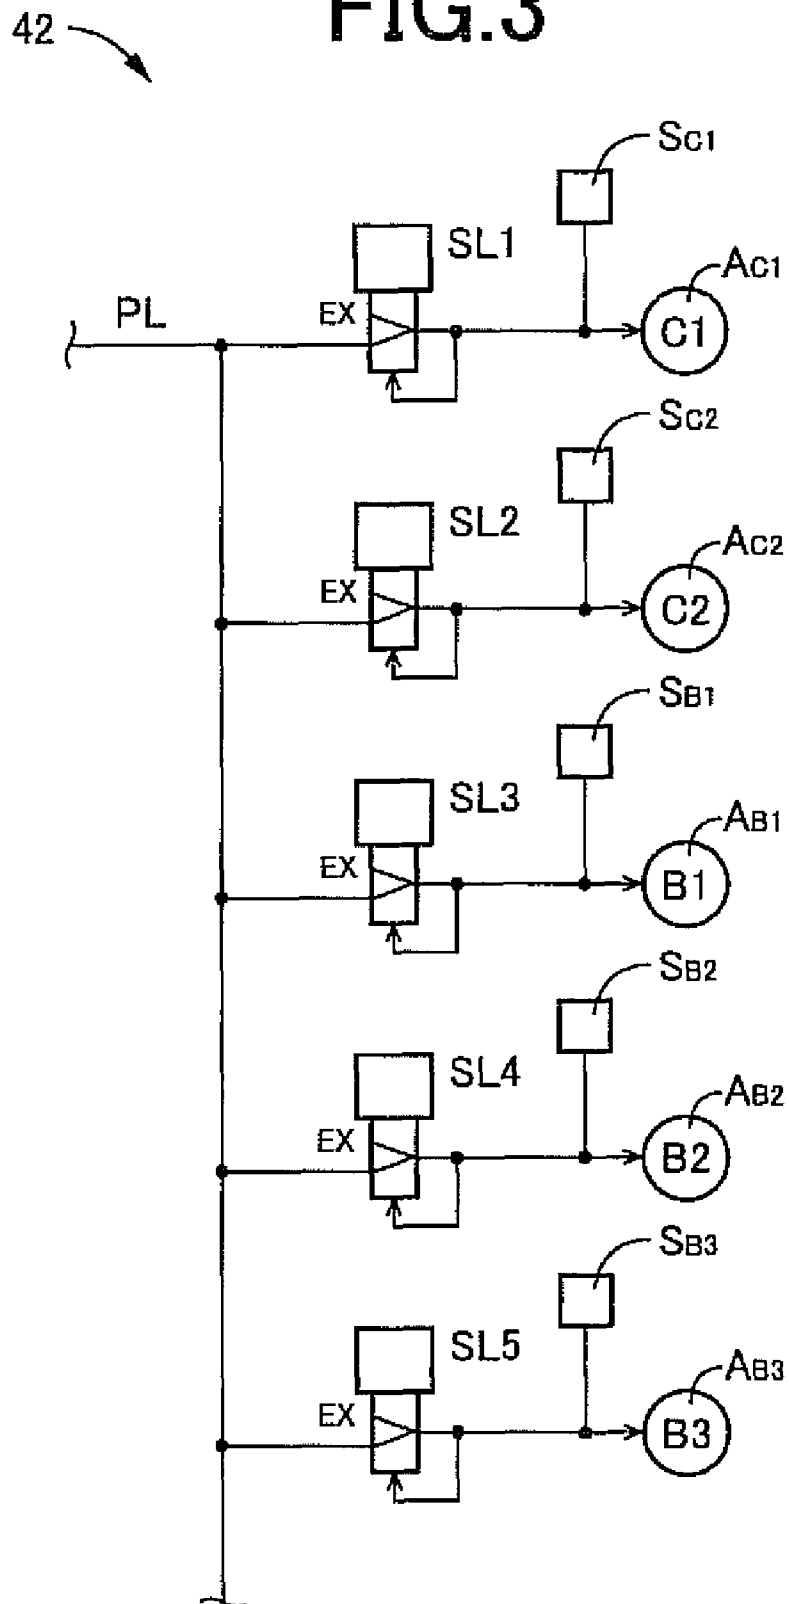 FIG.3
42
SC1
SL1
AC1
PL
EX
C1
SC2
SL2
AC2
EX
C2
SB1
SL3
AB1
EX
B1
SB2
SL4
AB2
EX
B2
SB3
SL5
AB3
EX
B3